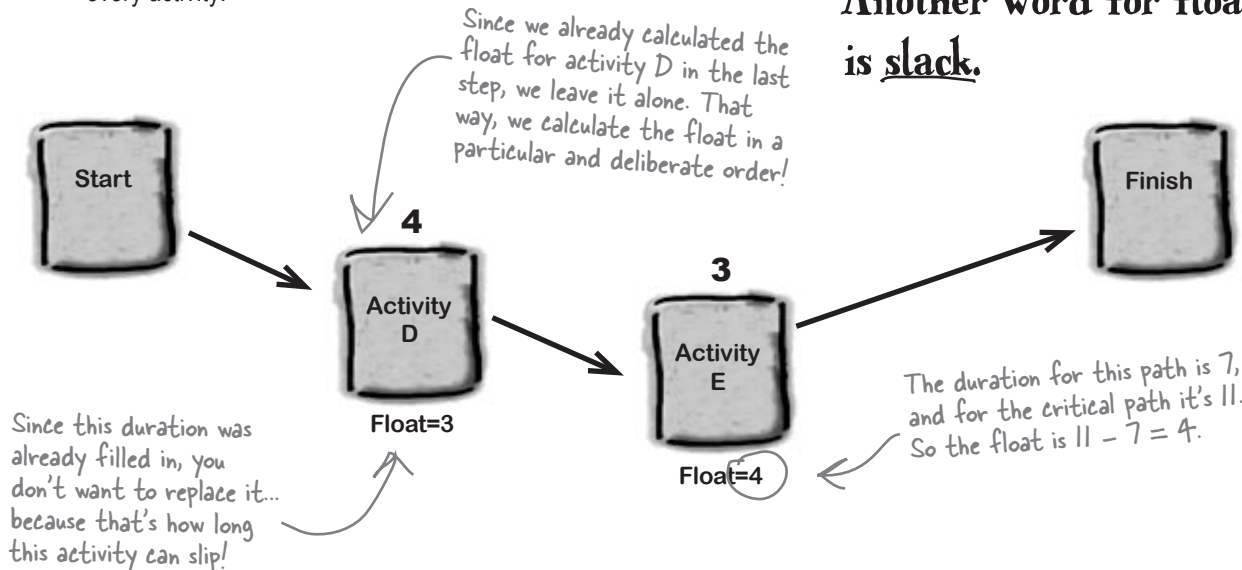 every activity.
Another word for floa
is slack.
Since we already calculated the
float for activity D in the last
step, we leave it alone. That
way, we calculate the float in a
particular and deliberate order!
Start
4
Activity
D
Float=3
3
Activity
E
Float=4
Finish
Since this duration was
already filled in, you
don't want to replace it...
because that's how long
this activity can slip!
The duration for this path is 7,
and for the critical path it's 11.
So the float is 11 – 7 = 4.